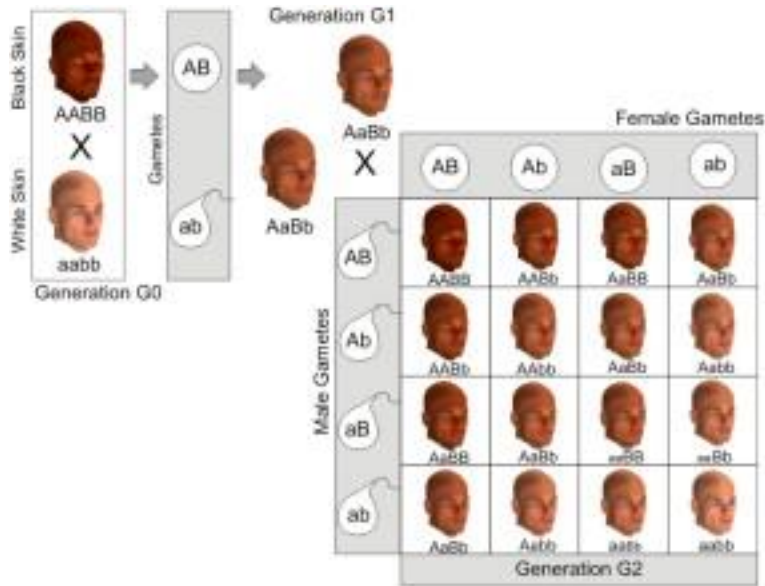 Generation G1
Black Skin
AABB
X
White Skin
aabb
Generation G0
Gametes
AB
ab
AaBb
X
AaBb
Female Gametes
AB Ab aB ab
Male Gametes
AB
AABB AABb AaBB AaBb
Ab
AABb AAbb AaBb Aabb
aB
AaBB AaBb aaBB aaBb
ab
AaBb Aabb aaBb aabb
Generation G2